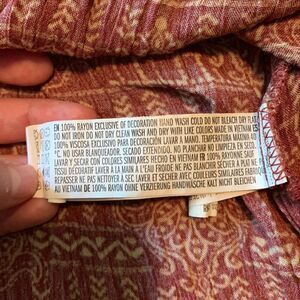 EN 100% RAYON EXCLUSIVE OF DECORATION HAND WASH COLD DO NOT BLEACH DRY FLAT
DO NOT IRON DO NOT DRY CLEAN WASH AND DRY WITH LIKE COLORS MADE IN VIETNAM ES
100% VISCOSA EXCLUSIVO PARA DECORACIÓN LAVAR A MANO. TEMPERATURA MÁXIMA 40
°C. NO USAR BLANQUEADOR. SECADO EXTENDIDO. NO PLANCHAR NO LIMPIEZA EN SECO
LAVAR Y SECAR CON COLORES SIMILARES HECHO EN VIETNAM FR 100% RAYONNE SAUF
TISSU DÉCORATIF LAVER À LA MAIN À L'EAU FROIDE NE PAS BLANCHIR SÉCHER À PLAT NE PAS
REPASSER NE PAS NETTOYER À SEC LAVER ET SÉCHER AVEC COULEURS SIMILAIRES FABRIQUÉ
AU VIETNAM DE 100% RAYON OHNE VERZIERUNG HANDWÄSCHE KALT NICHT BLEICHEN